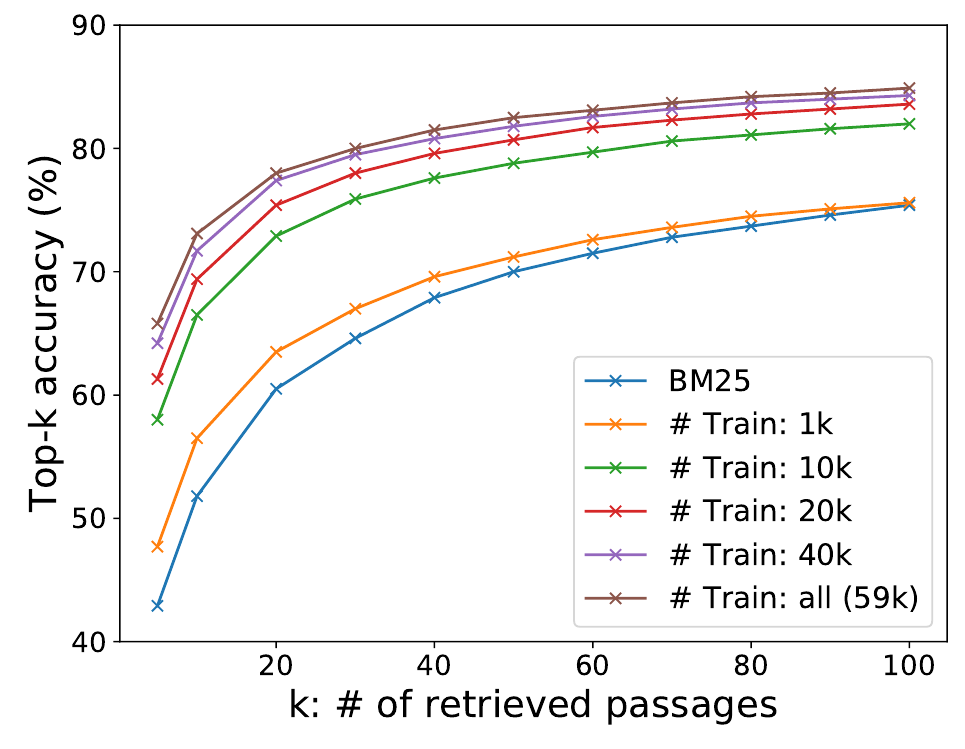 90
80
70
60
50
40
Top-k accuracy (%)
BM25
# Train: 1k
# Train: 10k
# Train: 20k
# Train: 40k
# Train: all (59k)
20 40 60 80 100
k: # of retrieved passages